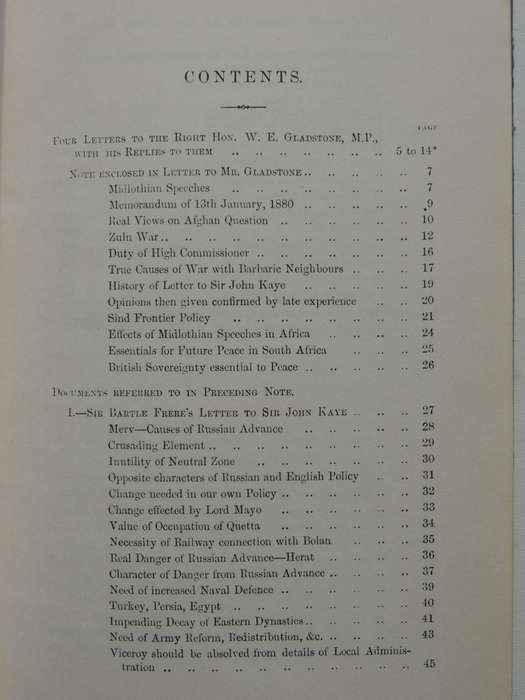 CONTENTS.
PAGE
FOUR LETTERS TO THE RIGHT HON. W. E. GLADSTONE, M.P.,
WITH HIS REPLIES TO THEM .. .. .. .. .. .. .. 5 to 14*
NOTE ENCLOSED IN LETTER TO MR. GLADSTONE .. .. .. .. .. 7
Midlothian Speeches .. .. .. .. .. .. .. .. 7
Memorandum of 13th January, 1880 .. .. .. .. .. 9
Real Views on Afghan Question .. .. .. .. .. .. 10
Zulu War .. .. .. .. .. .. .. .. .. .. .. 12
Duty of High Commissioner .. .. .. .. .. .. .. 16
True Causes of War with Barbaric Neighbours .. .. .. 17
History of Letter to Sir John Kaye .. .. .. .. .. 19
Opinions then given confirmed by late experience .. .. 20
Sind Frontier Policy .. .. .. .. .. .. .. .. 21
Effects of Midlothian Speeches in Africa .. .. .. .. 24
Essentials for Future Peace in South Africa .. .. .. 25
British Sovereignty essential to Peace .. .. .. .. .. 26
DOCUMENTS REFERRED TO IN PRECEDING NOTE.
I.—SIR BARTLE FRERE'S LETTER TO SIR JOHN KAYE .. .. .. 27
Merv—Causes of Russian Advance .. .. .. .. .. 28
Crusading Element .. .. .. .. .. .. .. .. .. 29
Inutility of Neutral Zone .. .. .. .. .. .. .. 30
Opposite characters of Russian and English Policy .. .. 31
Change needed in our own Policy .. .. .. .. .. .. 32
Change effected by Lord Mayo .. .. .. .. .. .. 33
Value of Occupation of Quetta .. .. .. .. .. .. 34
Necessity of Railway connection with Bolan .. .. .. 35
Real Danger of Russian Advance—Herat .. .. .. .. 36
Character of Danger from Russian Advance .. .. .. .. 37
Need of increased Naval Defence .. .. .. .. .. .. 39
Turkey, Persia, Egypt .. .. .. .. .. .. .. .. 40
Impending Decay of Eastern Dynasties .. .. .. .. .. 41
Need of Army Reform, Redistribution, &c. .. .. .. .. 43
Viceroy should be absolved from details of Local Adminis-
tration .. .. .. .. .. .. .. .. .. .. .. 45